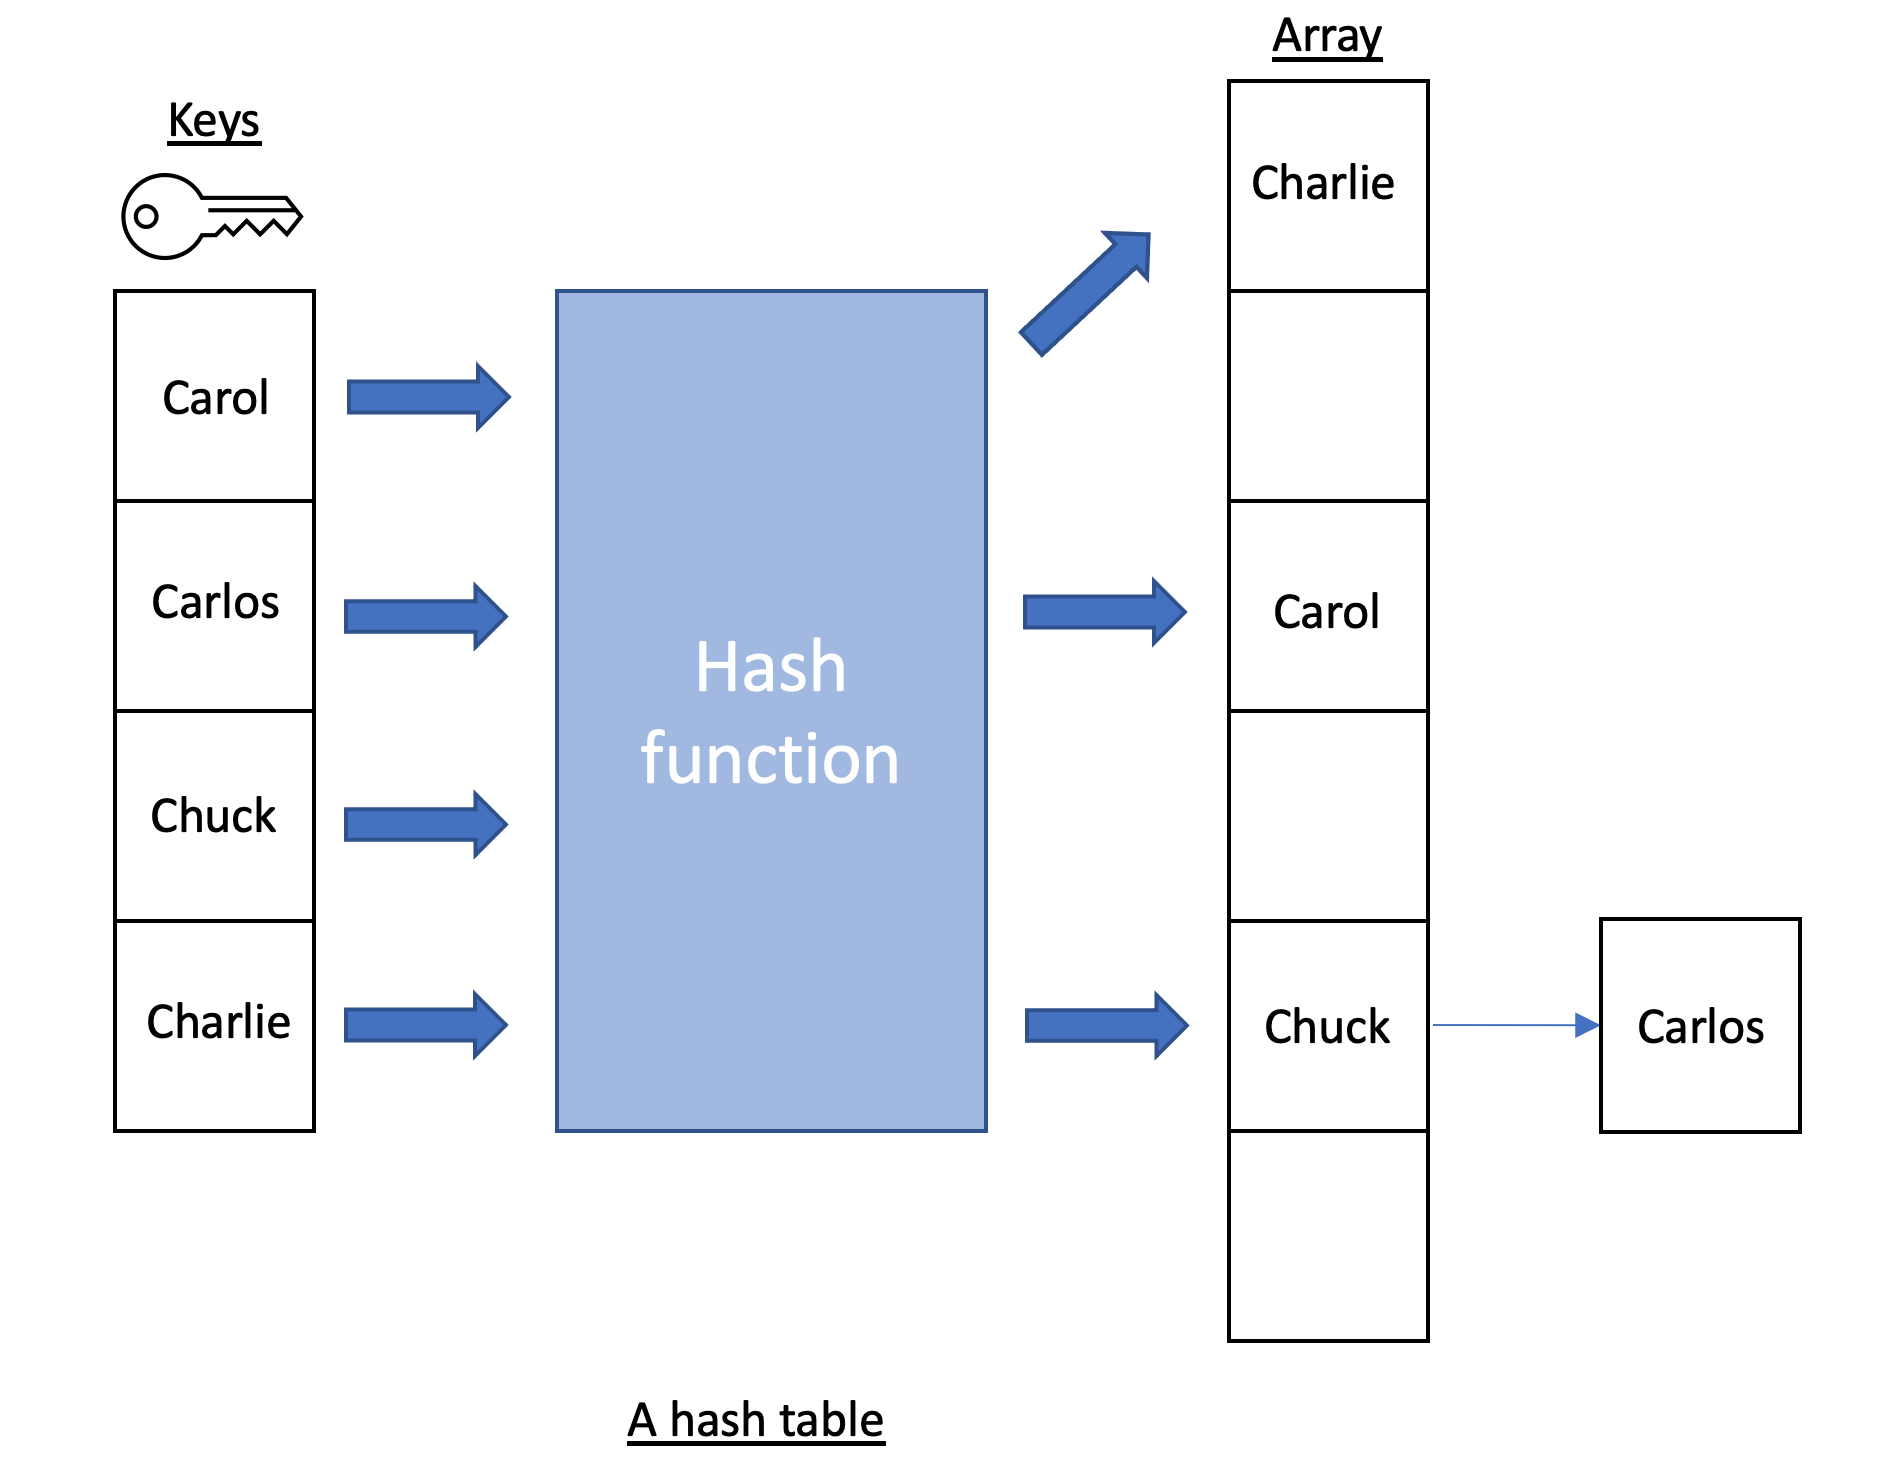 Array
Keys
Charlie
Carol
Carlos
Chuck
Charlie
Hash
function
Carol
Chuck
Carlos
A hash table